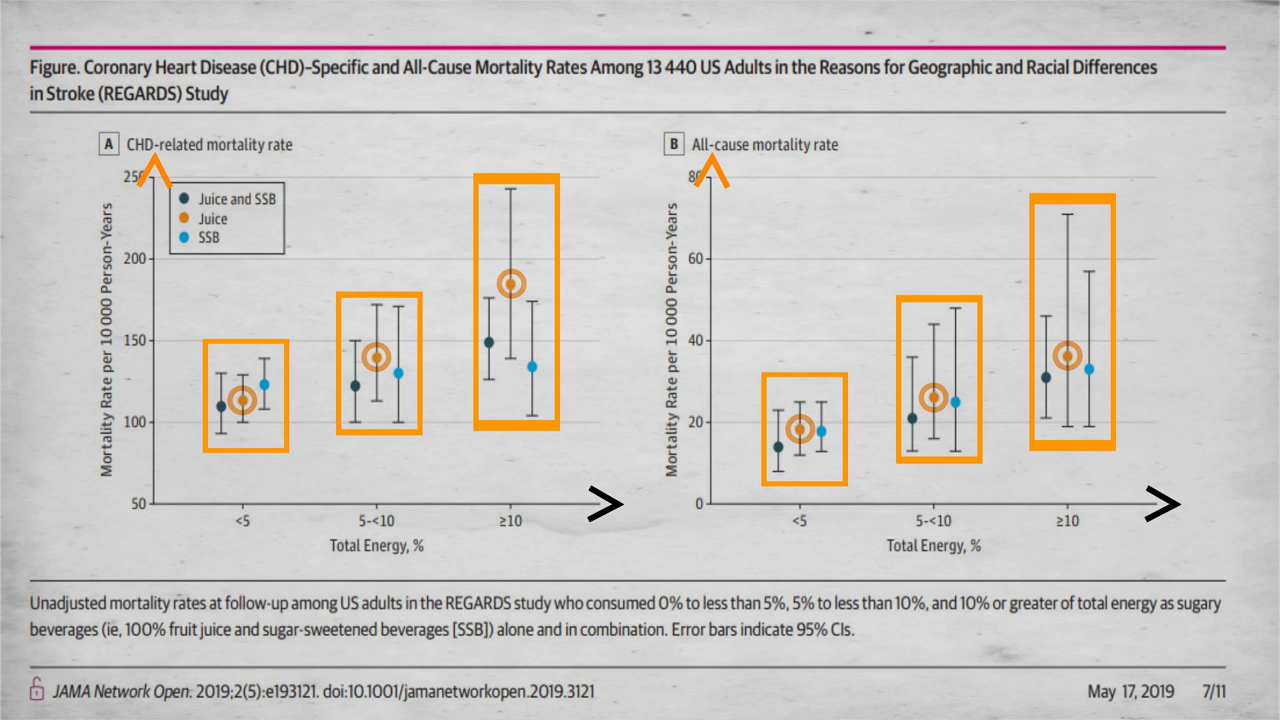 Figure. Coronary Heart Disease (CHD)–Specific and All-Cause Mortality Rates Among 13 440 US Adults in the Reasons for Geographic and Racial Differences
in Stroke (REGARDS) Study
A CHD-related mortality rate
250
200
150
100
50
Mortality Rate per 10 000 Person-Years
Juice and SSB
Juice
SSB
<5
5-<10
≥10
Total Energy, %
B All-cause mortality rate
80
60
40
20
0
Mortality Rate per 10 000 Person-Years
<5
5-<10
≥10
Total Energy, %
Unadjusted mortality rates at follow-up among US adults in the REGARDS study who consumed 0% to less than 5%, 5% to less than 10%, and 10% or greater of total energy as sugary
beverages (ie, 100% fruit juice and sugar-sweetened beverages [SSB]) alone and in combination. Error bars indicate 95% CIs.
JAMA Network Open. 2019;2(5):e193121. doi:10.1001/jamanetworkopen.2019.3121
May 17, 2019 7/11